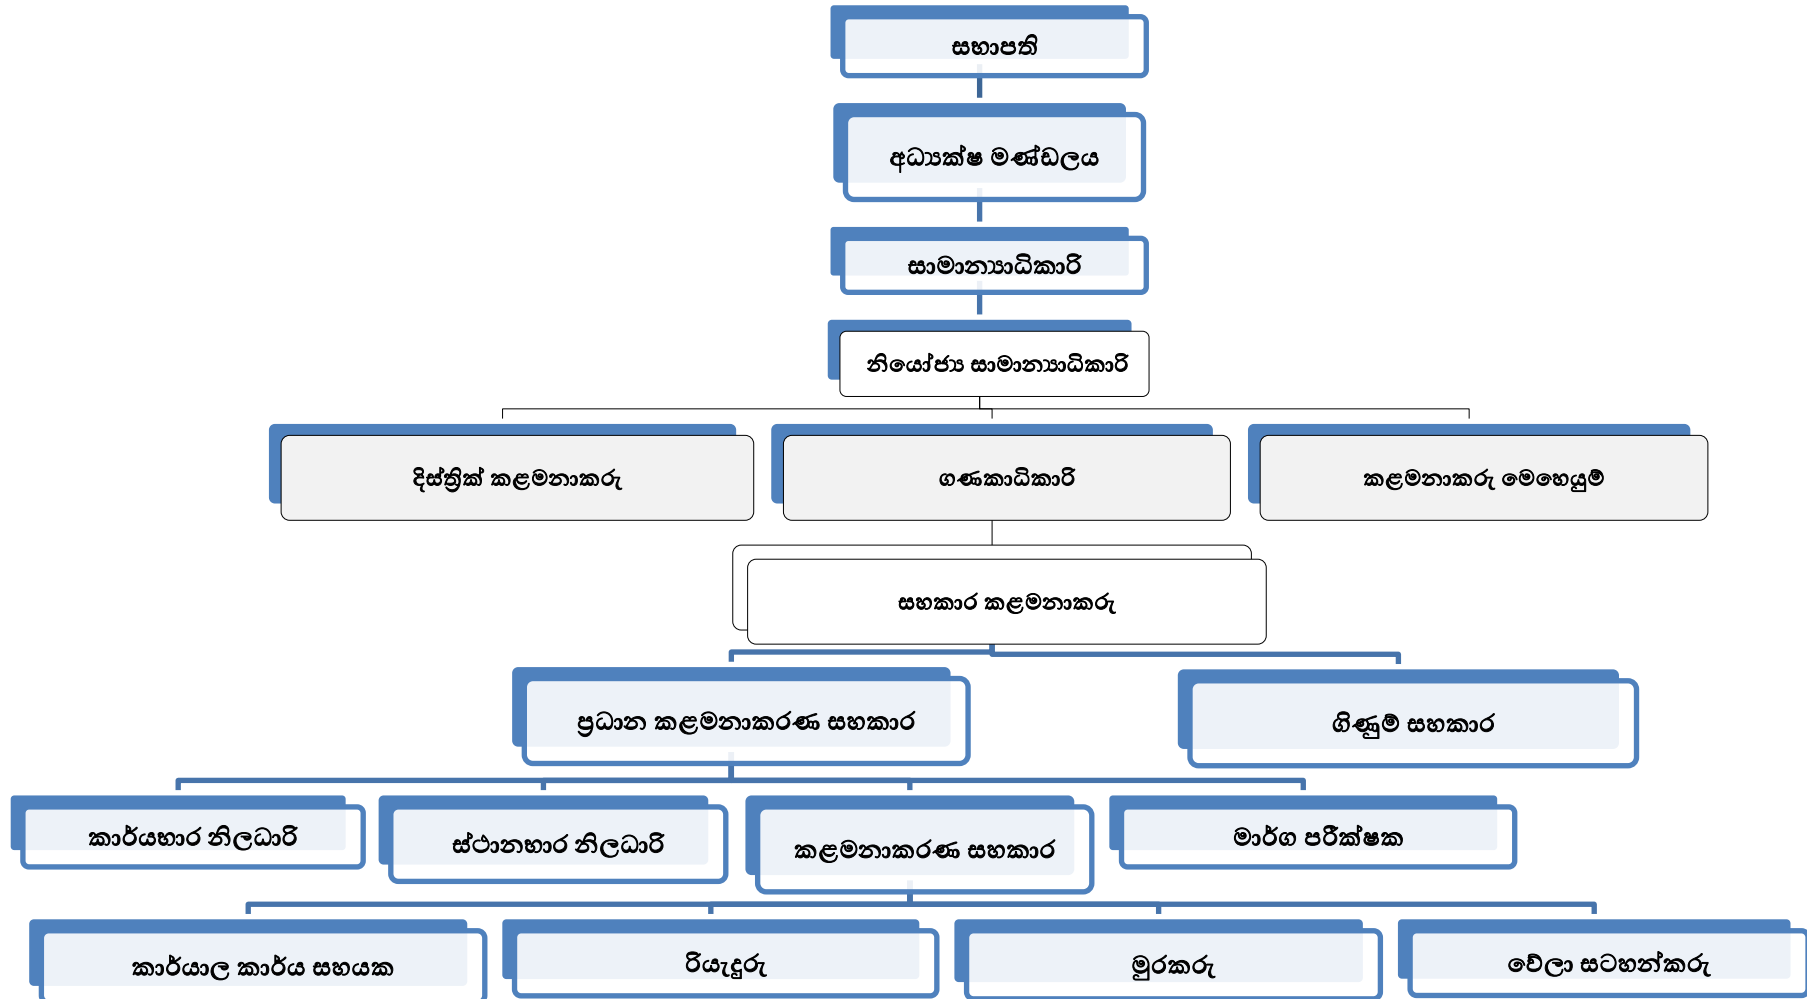 සභාපති
අධ්‍යක්ෂ මණ්ඩලය
සාමාන්‍යාධිකාරි
නියෝජ්‍ය සාමාන්‍යාධිකාරි
දිස්ත්‍රික් කළමනාකරු
ගණකාධිකාරි
කළමනාකරු මෙහෙයුම්
සහකාර කළමනාකරු
ප්‍රධාන කළමනාකරණ සහකාර
ගිණුම් සහකාර
කාර්යභාර නිලධාරි
ස්ථානභාර නිලධාරි
කළමනාකරණ සහකාර
මාර්ග පරීක්ෂක
කාර්යාල කාර්ය සහයක
රියැදුරු
මුරකරු
වේලා සටහන්කරු